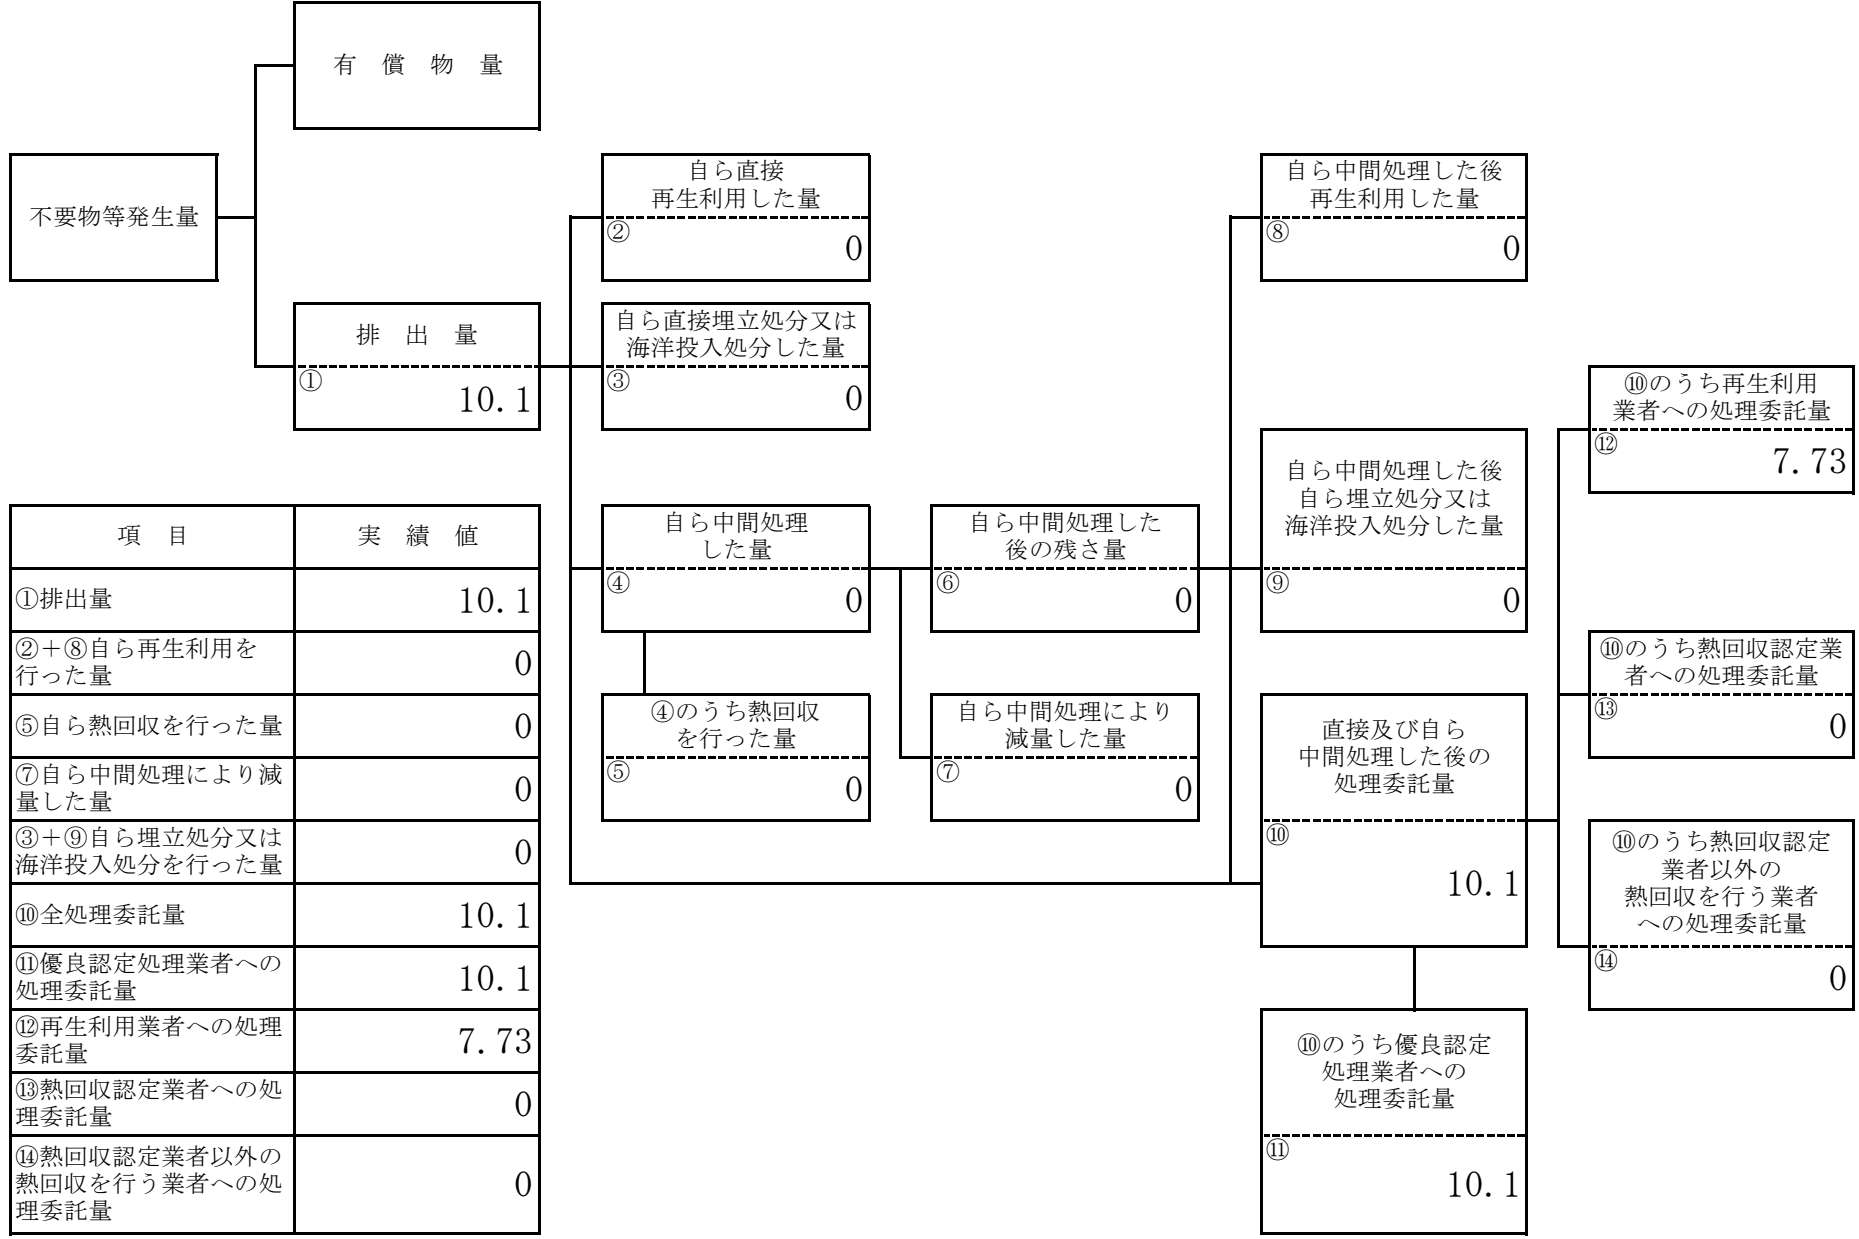 有償物量
不要物等発生量
排出量
①
10.1
自ら直接
再生利用した量
②
0
自ら直接埋立処分又は
海洋投入処分した量
③
0
自ら中間処理
した量
④
0
④のうち熱回収
を行った量
⑤
0
自ら中間処理した
後の残さ量
⑥
0
自ら中間処理により
減量した量
⑦
0
自ら中間処理した後
再生利用した量
⑧
0
自ら中間処理した後
自ら埋立処分又は
海洋投入処分した量
⑨
0
直接及び自ら
中間処理した後の
処理委託量
⑩
10.1
⑩のうち優良認定
処理業者への
処理委託量
⑪
10.1
⑩のうち再生利用
業者への処理委託量
⑫
7.73
⑩のうち熱回収認定業
者への処理委託量
⑬
0
⑩のうち熱回収認定
業者以外の
熱回収を行う業者
への処理委託量
⑭
0
項目 実績値
①排出量 10.1
②+⑧自ら再生利用を
行った量 0
⑤自ら熱回収を行った量 0
⑦自ら中間処理により減
量した量 0
③+⑨自ら埋立処分又は
海洋投入処分を行った量 0
⑩全処理委託量 10.1
⑪優良認定処理業者への
処理委託量 10.1
⑫再生利用業者への処理
委託量 7.73
⑬熱回収認定業者への処
理委託量 0
⑭熱回収認定業者以外の
熱回収を行う業者への処
理委託量 0